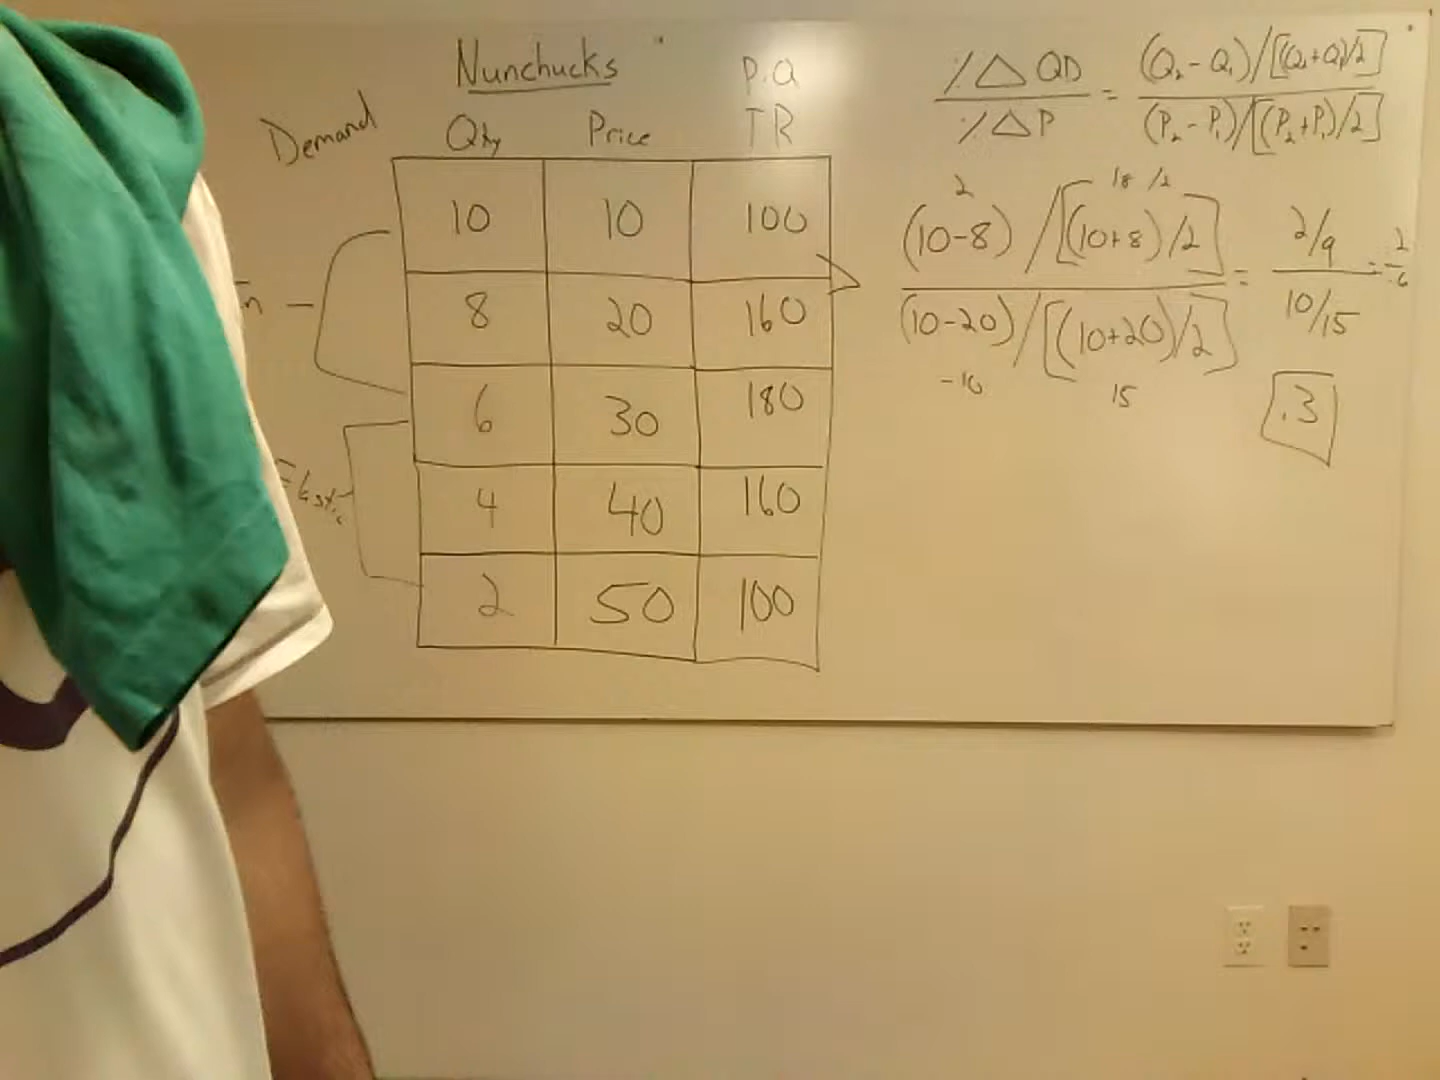 Nunchucks
P.Q
Demand Qty Price TR
10 10 100
8 20 160
6 30 180
4 40 160
2 50 100
%△QD / %△P = (Q₂-Q₁)/[(Q₂+Q₁)/2] / (P₂-P₁)/[(P₂+P₁)/2]
2 18 /2
(10-8)/[(10+8)/2]
(10-20)/[(10+20)/2]
-10 15
= 2/9
10/15
=
.3